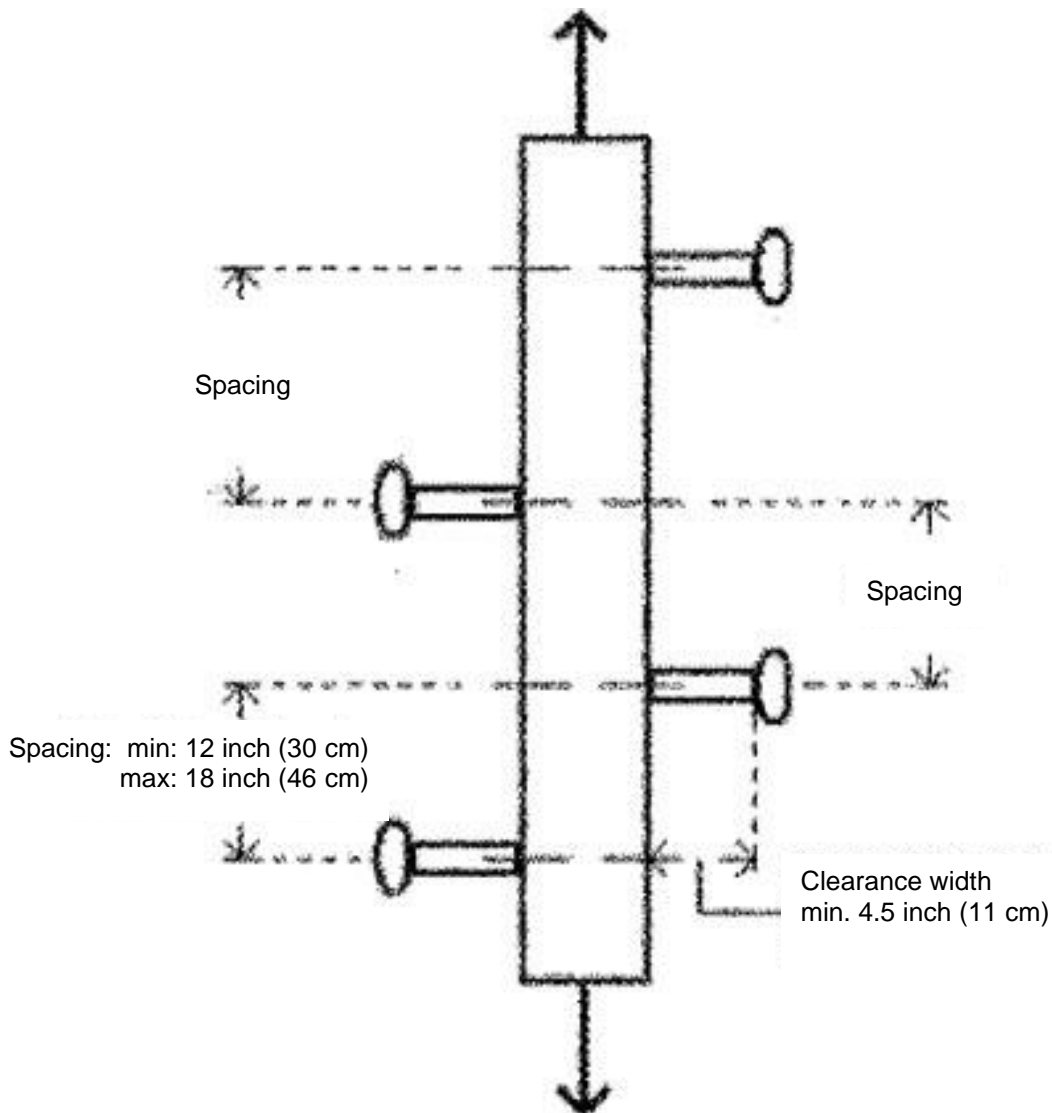 Spacing
Spacing
Spacing: min: 12 inch (30 cm)
max: 18 inch (46 cm)
Clearance width
min. 4.5 inch (11 cm)